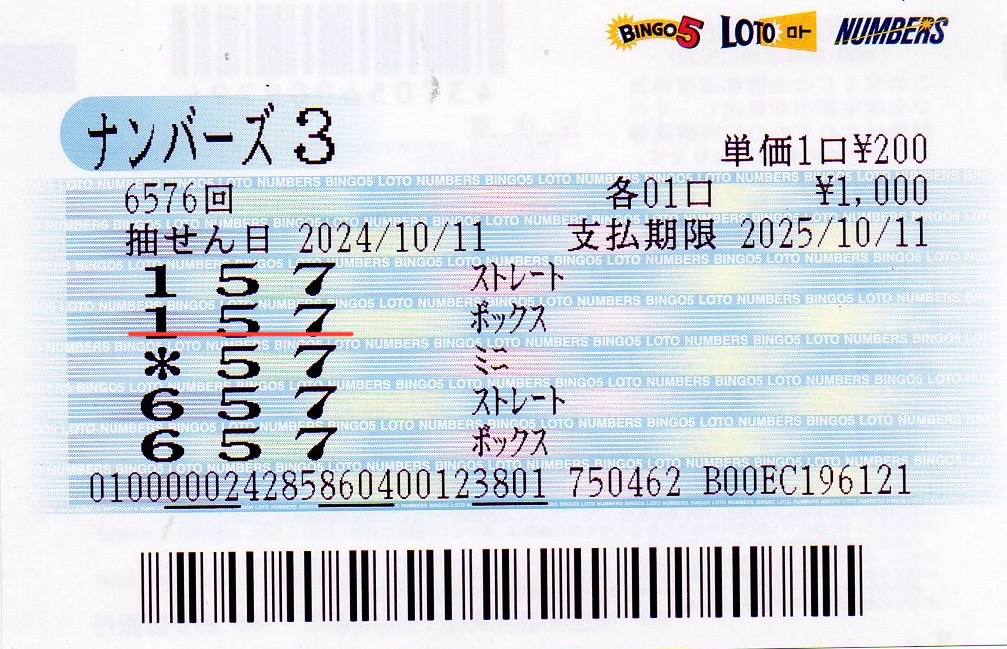 BINGO5 LOTO NUMBERS
ナンバーズ3
単価1口¥200
6576回 各01口 ¥1,000
抽せん日 2024/10/11 支払期限 2025/10/11
1 5 7 ストレート
1 5 7 ボックス
* 5 7 ミニ
6 5 7 ストレート
6 5 7 ボックス
010000024285860400123801 750462 B00EC196121